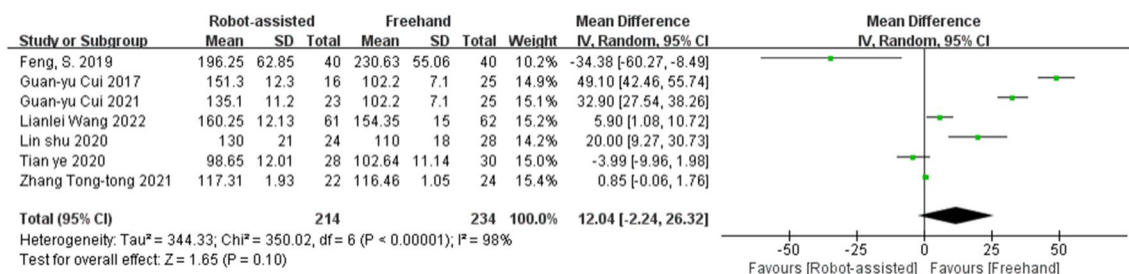 Robot-assisted Freehand Mean Difference Mean Difference
Study or Subgroup Mean SD Total Mean SD Total Weight IV, Random, 95% CI IV, Random, 95% CI
Feng, S. 2019 196.25 62.85 40 230.63 55.06 40 10.2% -34.38 [-60.27, -8.49]
Guan-yu Cui 2017 151.3 12.3 16 102.2 7.1 25 14.9% 49.10 [42.46, 55.74]
Guan-yu Cui 2021 135.1 11.2 23 102.2 7.1 25 15.1% 32.90 [27.54, 38.26]
Lianlei Wang 2022 160.25 12.13 61 154.35 15 62 15.2% 5.90 [1.08, 10.72]
Lin shu 2020 130 21 24 110 18 28 14.2% 20.00 [9.27, 30.73]
Tian ye 2020 98.65 12.01 28 102.64 11.14 30 15.0% -3.99 [-9.96, 1.98]
Zhang Tong-tong 2021 117.31 1.93 22 116.46 1.05 24 15.4% 0.85 [-0.06, 1.76]
Total (95% CI) 214 234 100.0% 12.04 [-2.24, 26.32]
Heterogeneity: Tau² = 344.33; Chi² = 350.02, df = 6 (P < 0.00001); I² = 98%
Test for overall effect: Z = 1.65 (P = 0.10)
-50 -25 0 25 50
Favours [Robot-assisted] Favours [Freehand]